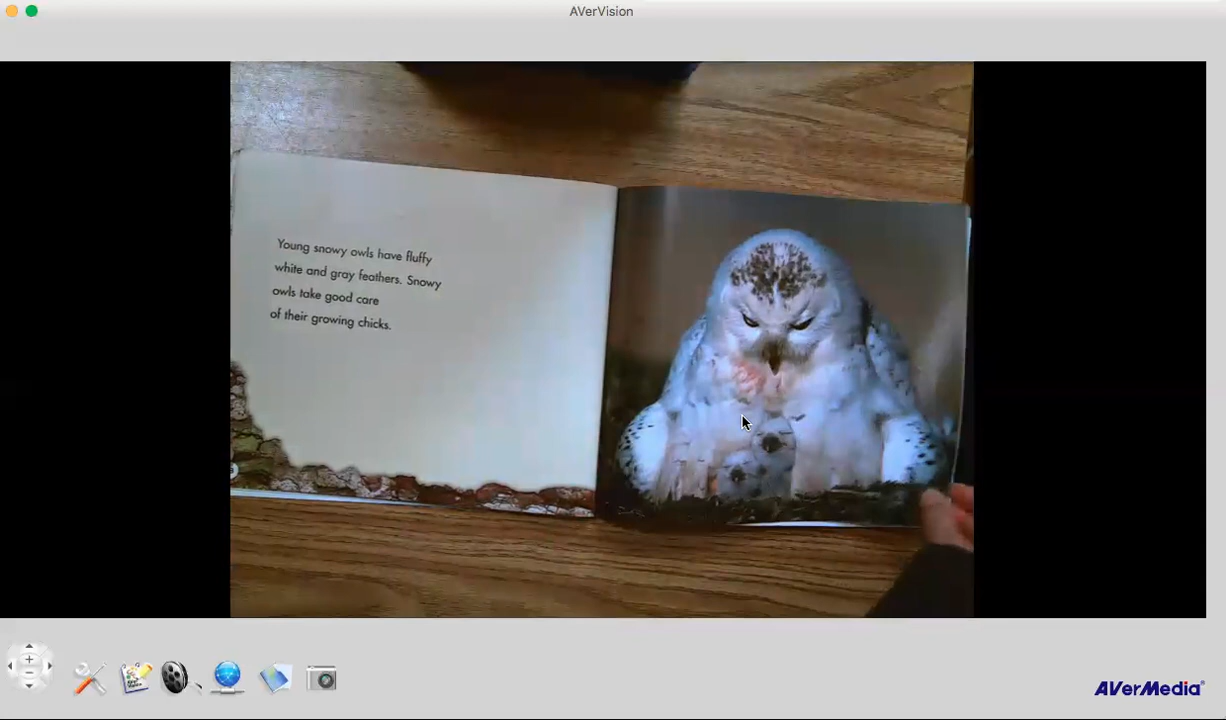 AVerVision
Young snowy owls have fluffy
white and gray feathers. Snowy
owls take good care
of their growing chicks.
AVerMedia®